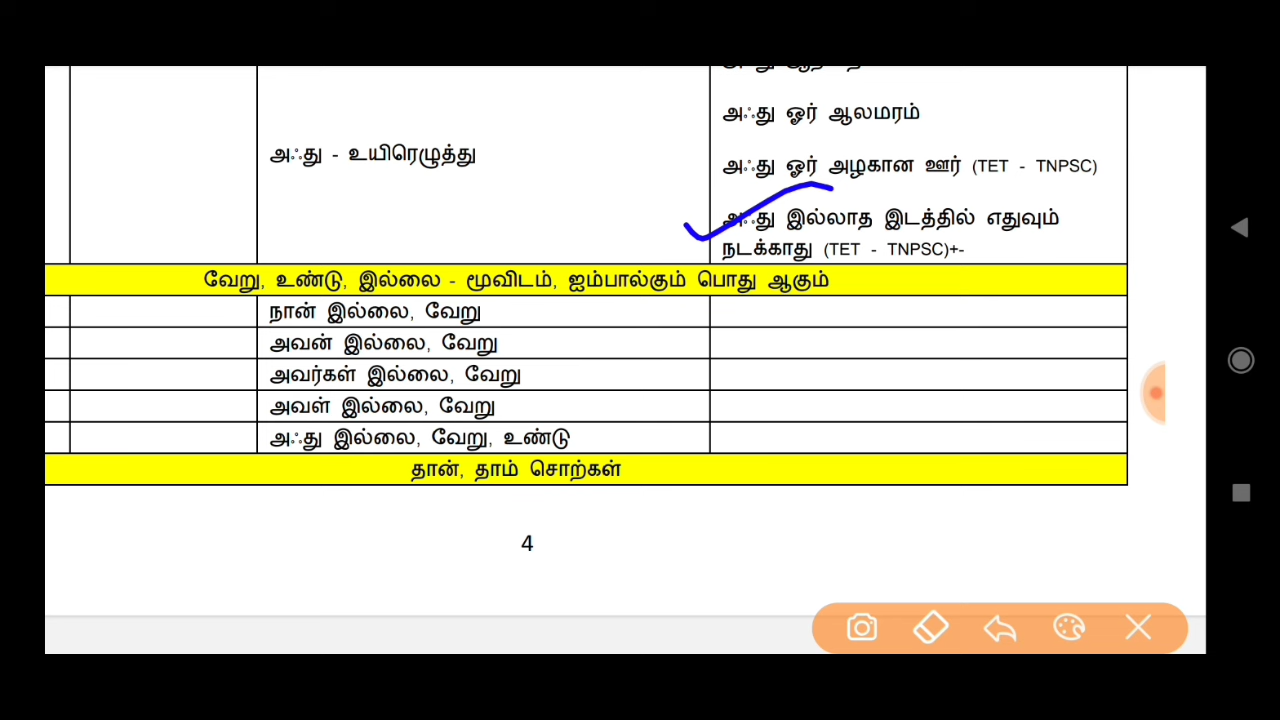 அஃது ஓர் ஆலமரம்
அஃது - உயிரெழுத்து
அஃது ஓர் அழகான ஊர் (TET - TNPSC)
அஃது இல்லாத இடத்தில் எதுவும்
நடக்காது (TET - TNPSC)+-
வேறு, உண்டு, இல்லை - மூவிடம், ஐம்பால்கும் பொது ஆகும்
நான் இல்லை, வேறு
அவன் இல்லை, வேறு
அவர்கள் இல்லை, வேறு
அவள் இல்லை, வேறு
அஃது இல்லை, வேறு, உண்டு
தான், தாம் சொற்கள்
4